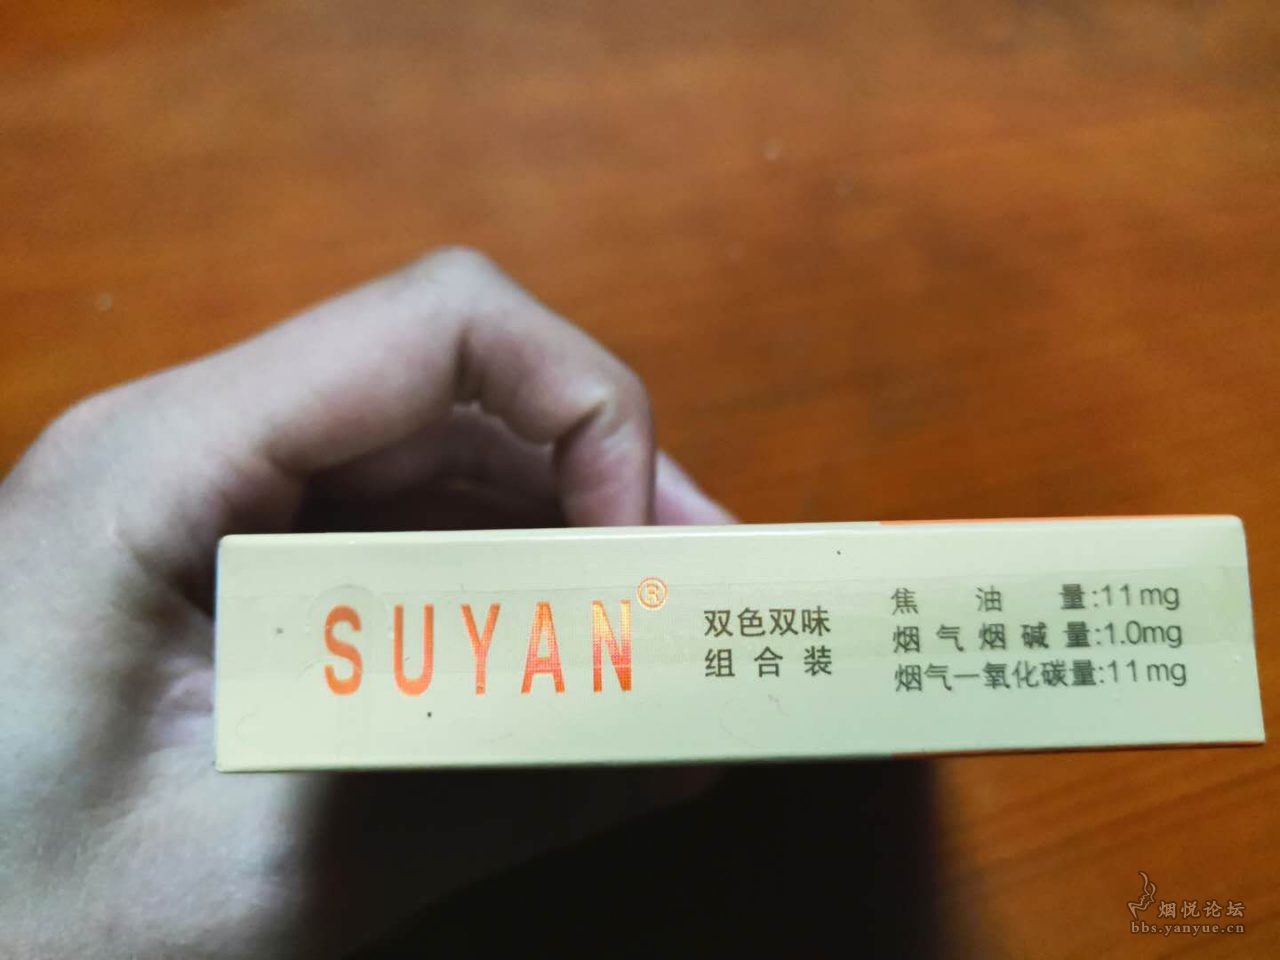 SUYAN®
双色双味
组合装
焦油量:11mg
烟气烟碱量:1.0mg
烟气一氧化碳量:11mg
烟悦论坛
bbs.yanyue.cn